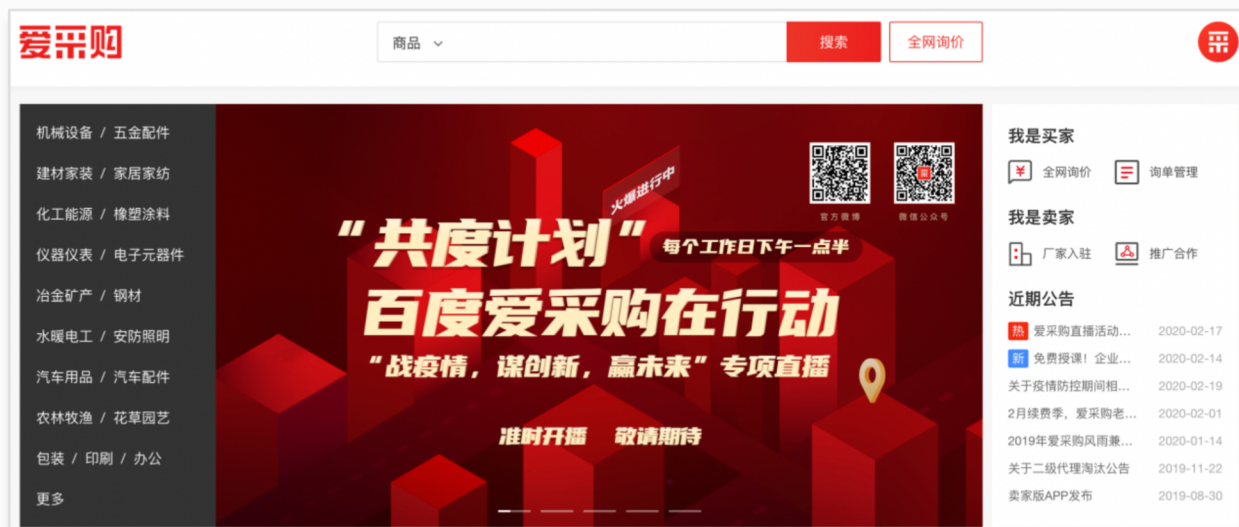 爱采购
商品
搜索
全网询价
采
机械设备 / 五金配件
建材家装 / 家居家纺
化工能源 / 橡塑涂料
仪器仪表 / 电子元器件
冶金矿产 / 钢材
水暖电工 / 安防照明
汽车用品 / 汽车配件
农林牧渔 / 花草园艺
包装 / 印刷 / 办公
更多
火爆进行中
官方微博
微信公众号
“共度计划”
每个工作日下午一点半
百度爱采购在行动
“战疫情，谋创新，赢未来”专项直播
准时开播 敬请期待
我是买家
全网询价
询单管理
我是卖家
厂家入驻
推广合作
近期公告
热 爱采购直播活动... 2020-02-17
新 免费授课！企业... 2020-02-14
关于疫情防控期间相... 2020-02-19
2月续费季，爱采购老... 2020-02-01
2019年爱采购风雨兼... 2020-01-14
关于二级代理淘汰公告 2019-11-22
卖家版APP发布 2019-08-30